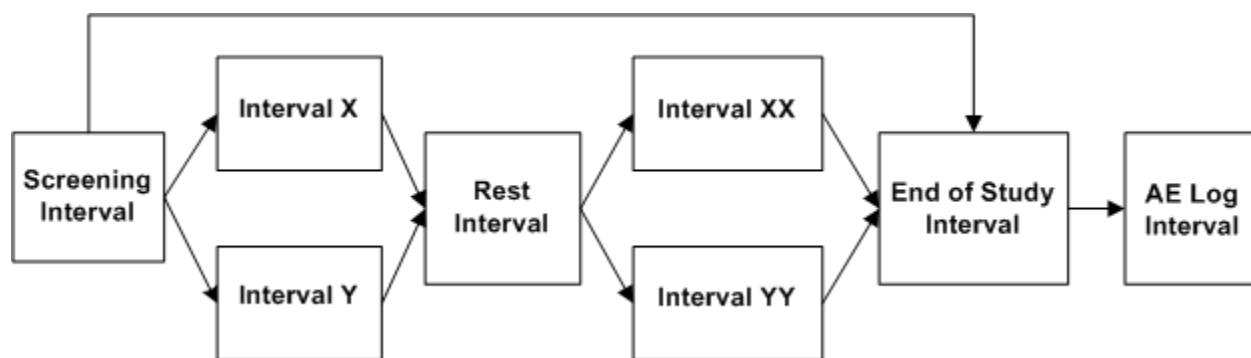 Screening
Interval
Interval X
Interval Y
Rest
Interval
Interval XX
Interval YY
End of Study
Interval
AE Log
Interval